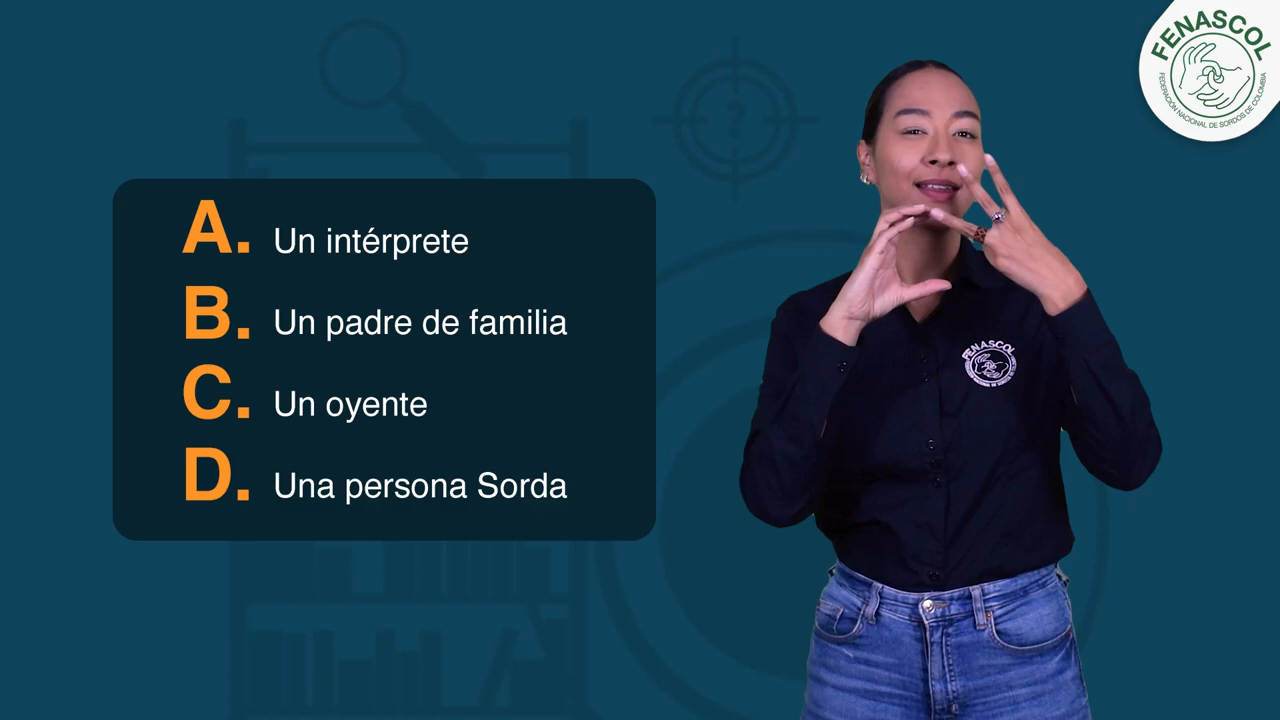 A. Un intérprete
B. Un padre de familia
C. Un oyente
D. Una persona Sorda
FENASCOL
FEDERACIÓN NACIONAL DE SORDOS DE COLOMBIA
FENASCOL